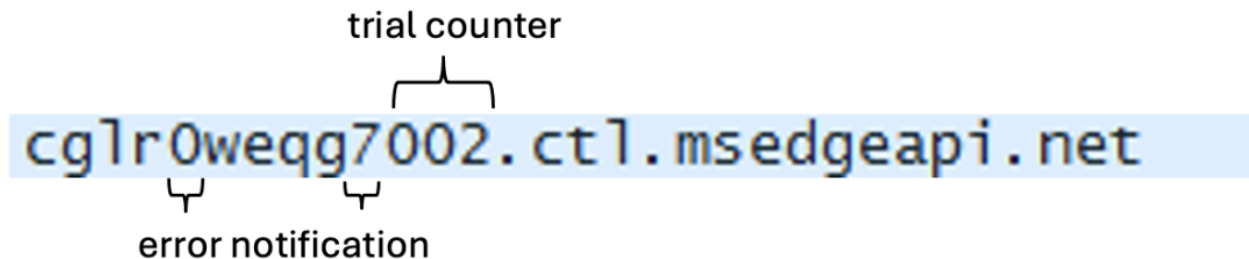 trial counter
cglr0weqg7002.ctl.msedgeapi.net
error notification